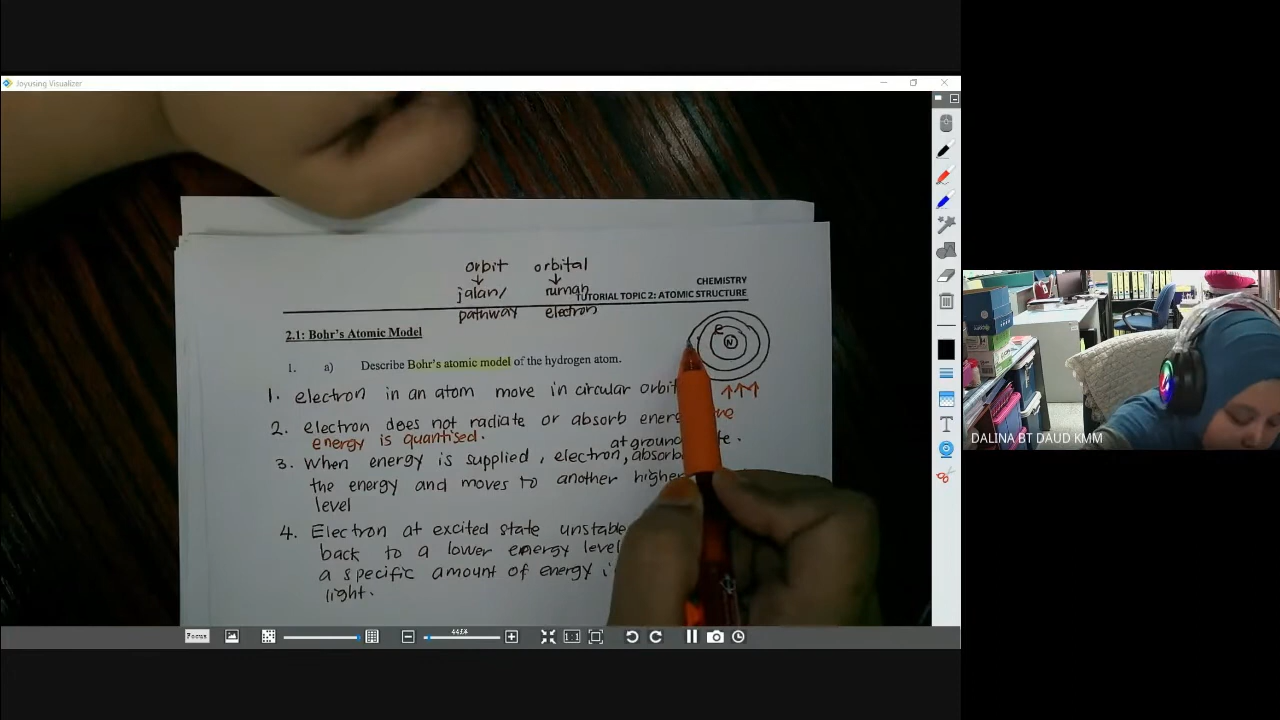 Joyusing Visualizer
orbit orbital
jalan/ rumah
pathway electron
CHEMISTRY
TUTORIAL TOPIC 2: ATOMIC STRUCTURE
2.1: Bohr's Atomic Model
1. a) Describe Bohr's atomic model of the hydrogen atom.
e
N
1. electron in an atom move in circular orbit
2. electron does not radiate or absorb
energy is quantised.
at ground
3. When energy is supplied, electron, absorb
the energy and moves to another higher
level
4. Electron at excited state unstable
back to a lower energy level
a specific amount of energy
light.
DALINA BT DAUD KMM
T
Focus
44%
1:1